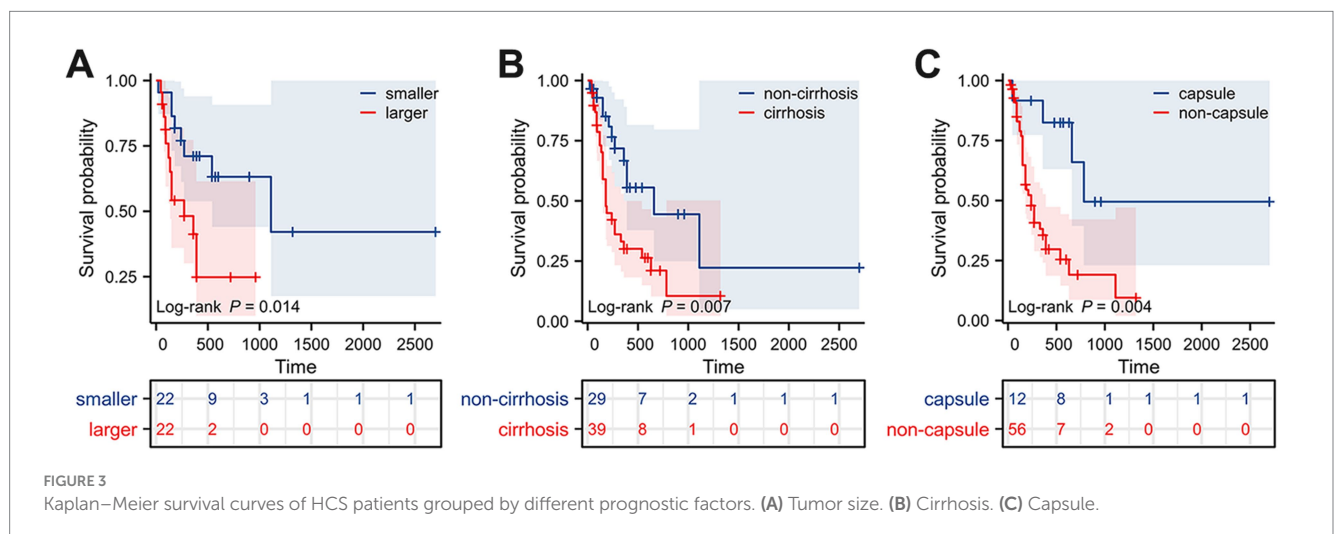 A
1.00
0.75
0.50
0.25
Survival probability
smaller
larger
Log-rank P = 0.014
0 500 1000 1500 2000 2500
Time
smaller 22 9 3 1 1 1
larger 22 2 0 0 0 0
B
1.00
0.75
0.50
0.25
0.00
Survival probability
non-cirrhosis
cirrhosis
Log-rank P = 0.007
0 500 1000 1500 2000 2500
Time
non-cirrhosis 29 7 2 1 1 1
cirrhosis 39 8 1 0 0 0
C
1.00
0.75
0.50
0.25
0.00
Survival probability
capsule
non-capsule
Log-rank P = 0.004
0 500 1000 1500 2000 2500
Time
capsule 12 8 1 1 1 1
non-capsule 56 7 2 0 0 0
FIGURE 3
Kaplan–Meier survival curves of HCS patients grouped by different prognostic factors. (A) Tumor size. (B) Cirrhosis. (C) Capsule.